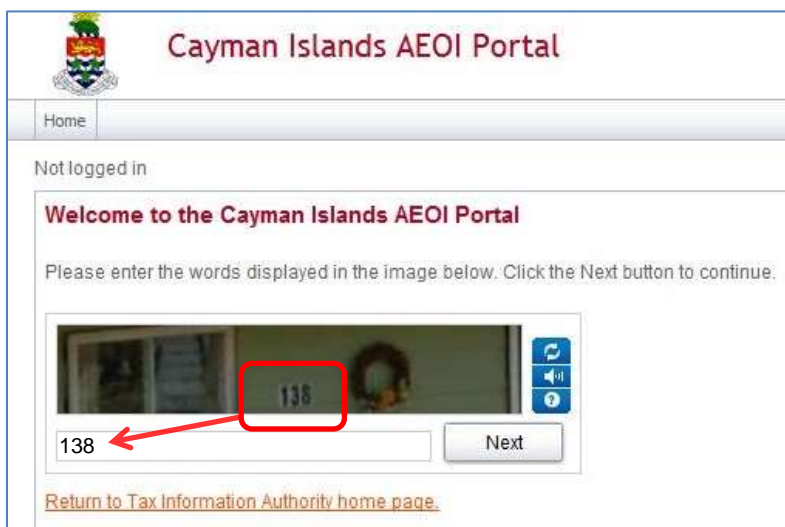 Cayman Islands AEOI Portal
Home
Not logged in
Welcome to the Cayman Islands AEOI Portal
Please enter the words displayed in the image below. Click the Next button to continue.
138
138
Next
Return to Tax Information Authority home page.